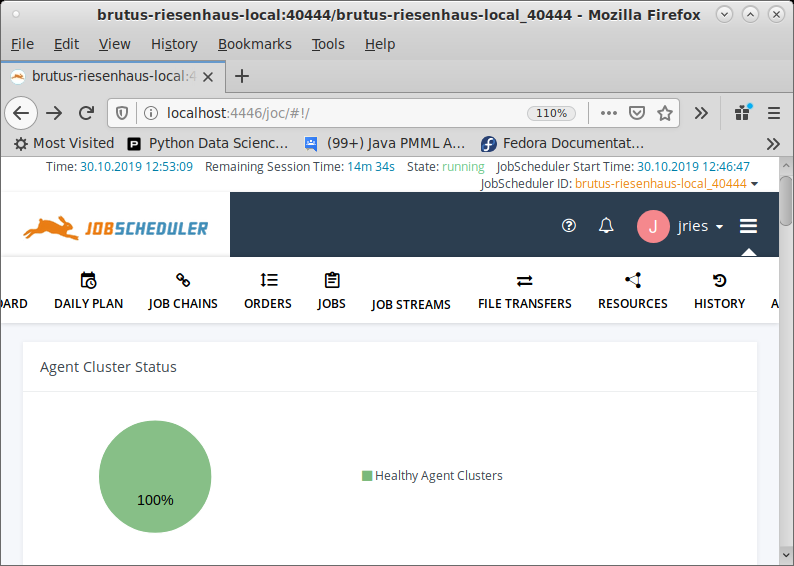 brutus-riesenhaus-local:40444/brutus-riesenhaus-local_40444 - Mozilla Firefox
File Edit View History Bookmarks Tools Help
brutus-riesenhaus-local:4
localhost:4446/joc/#!/ 110%
Most Visited Python Data Scienc... (99+) Java PMML A... Fedora Documentat...
Time: 30.10.2019 12:53:09 Remaining Session Time: 14m 34s State: running JobScheduler Start Time: 30.10.2019 12:46:47
JobScheduler ID: brutus-riesenhaus-local_40444
JOBSCHEDULER J jries
OARD DAILY PLAN JOB CHAINS ORDERS JOBS JOB STREAMS FILE TRANSFERS RESOURCES HISTORY A
Agent Cluster Status
100%
Healthy Agent Clusters